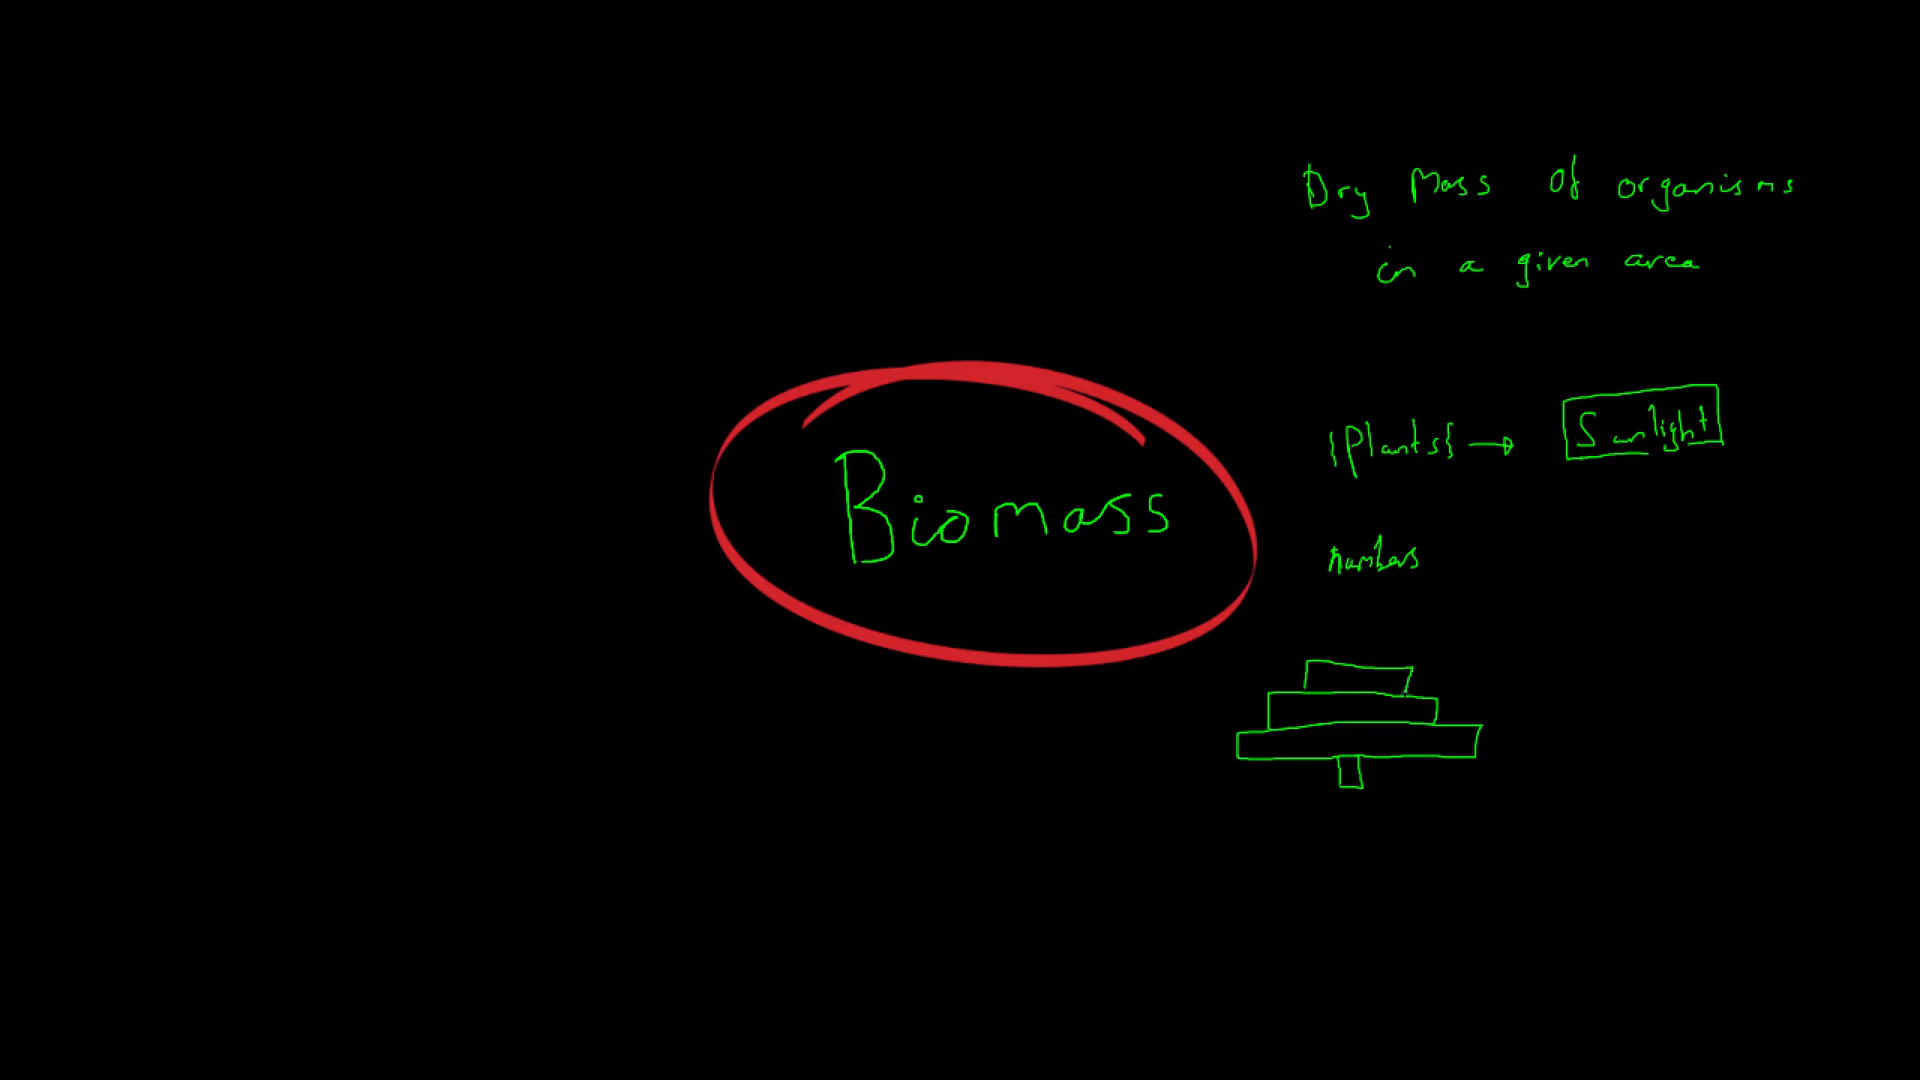 Dry Mass Of organisms
in a given area
{Plants} → Sunlight
Biomass
numbers